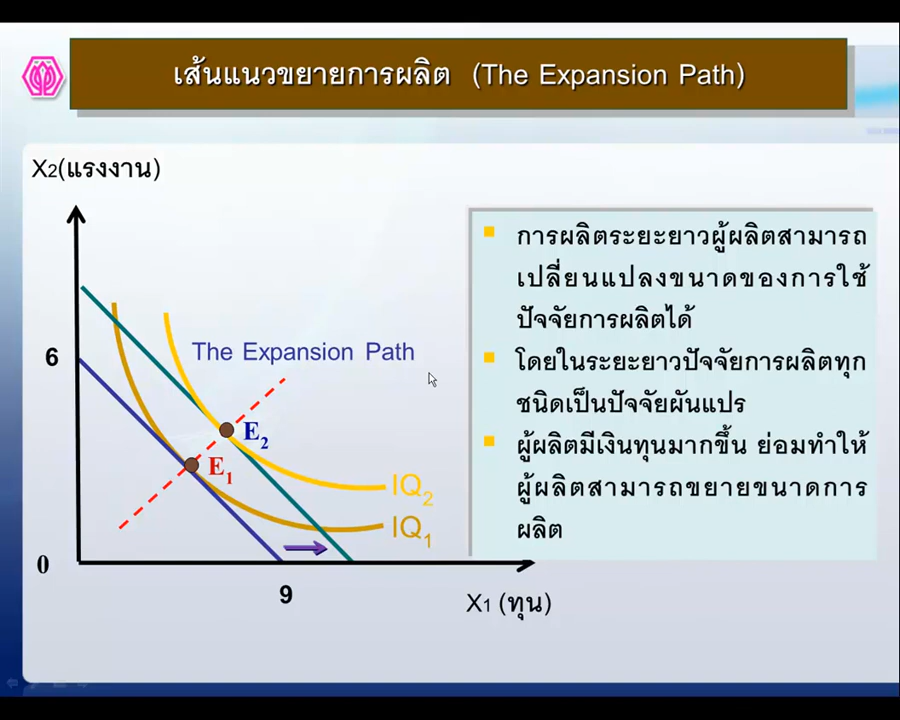 เส้นแนวขยายการผลิต (The Expansion Path)
X2(แรงงาน)
6
The Expansion Path
E2
E1
IQ2
IQ1
0
9
X1 (ทุน)
การผลิตระยะยาวผู้ผลิตสามารถ
เปลี่ยนแปลงขนาดของการใช้
ปัจจัยการผลิตได้
โดยในระยะยาวปัจจัยการผลิตทุก
ชนิดเป็นปัจจัยผันแปร
ผู้ผลิตมีเงินทุนมากขึ้น ย่อมทำให้
ผู้ผลิตสามารถขยายขนาดการ
ผลิต